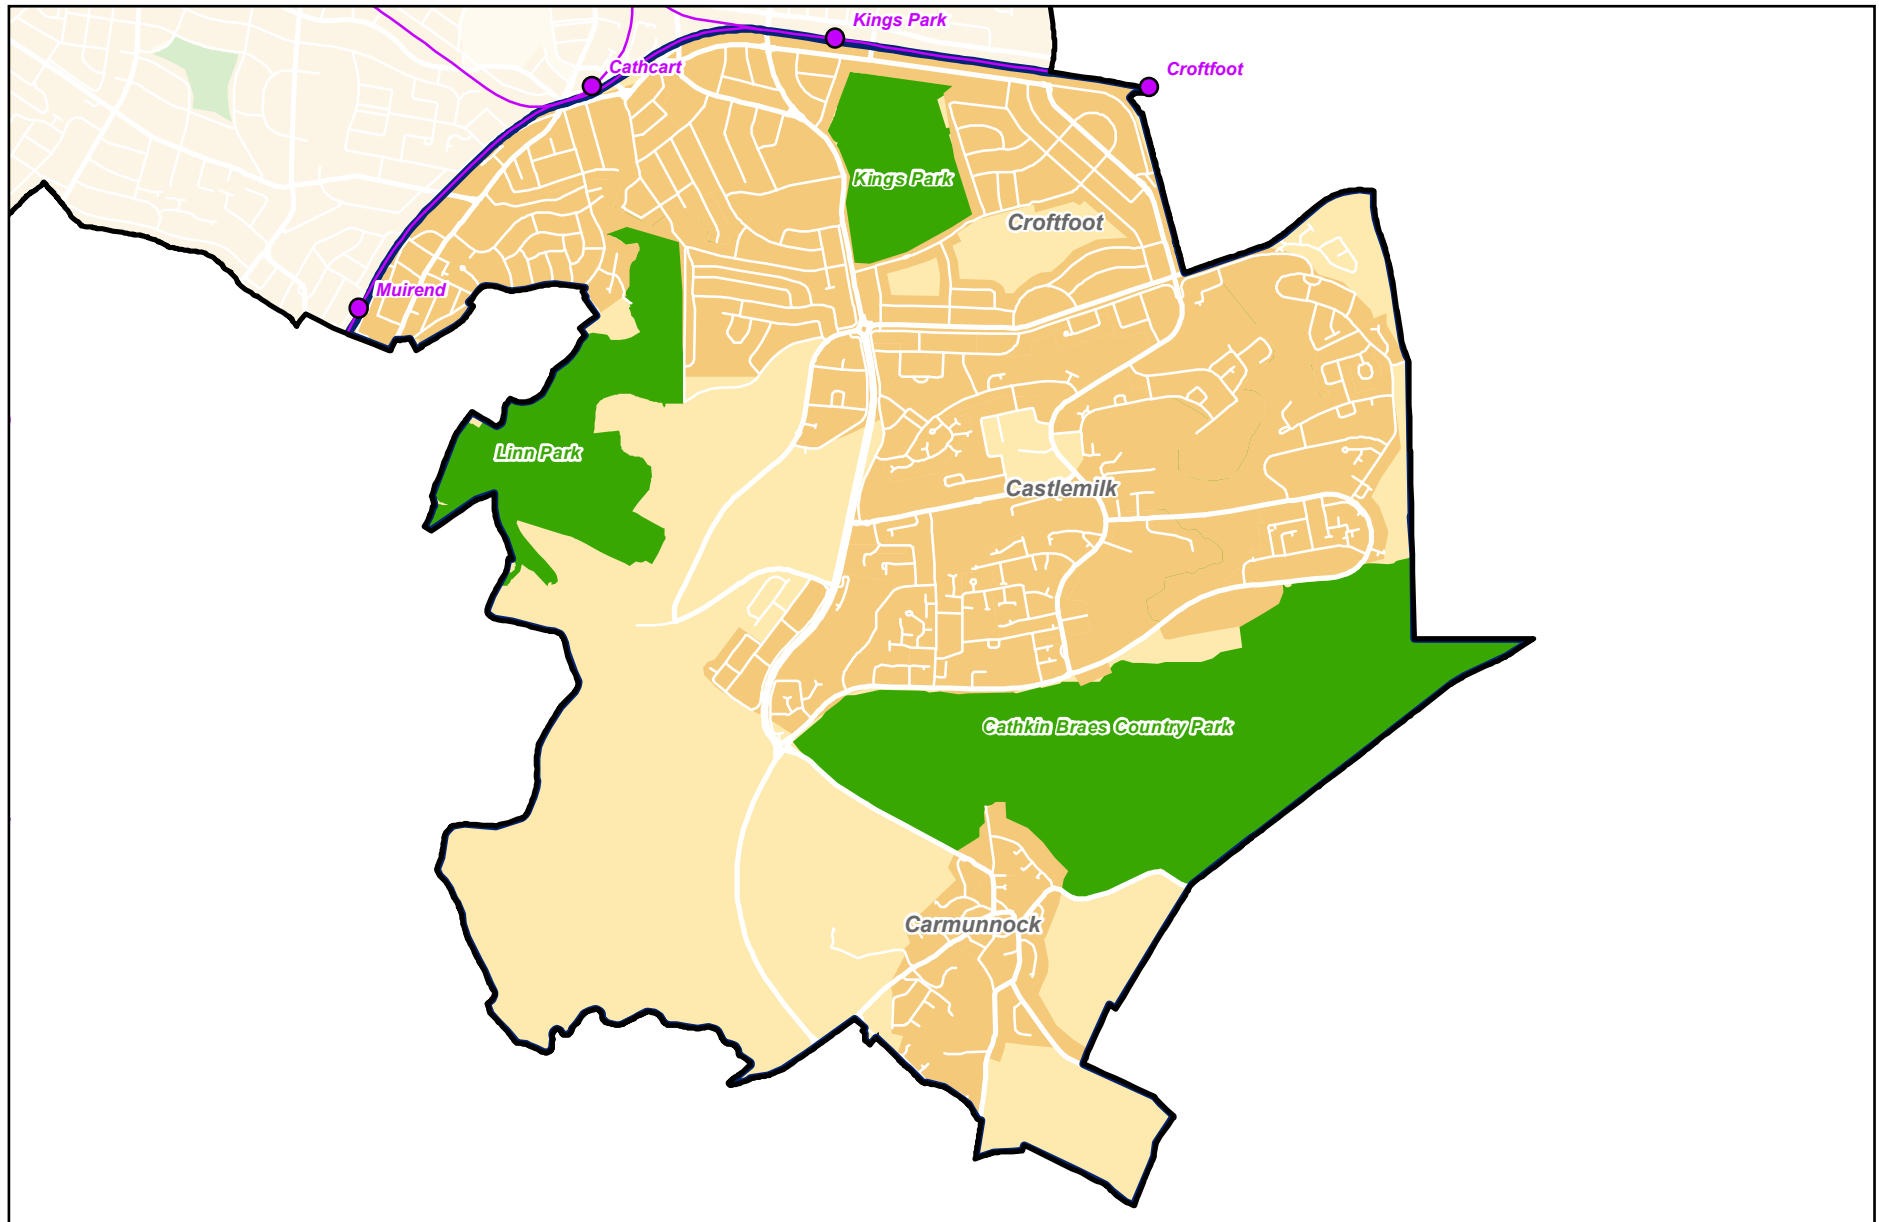 Kings Park
Cathcart
Croftfoot
Kings Park
Croftfoot
Muirend
Linn Park
Castlemilk
Cathkin Braes Country Park
Carmunnock